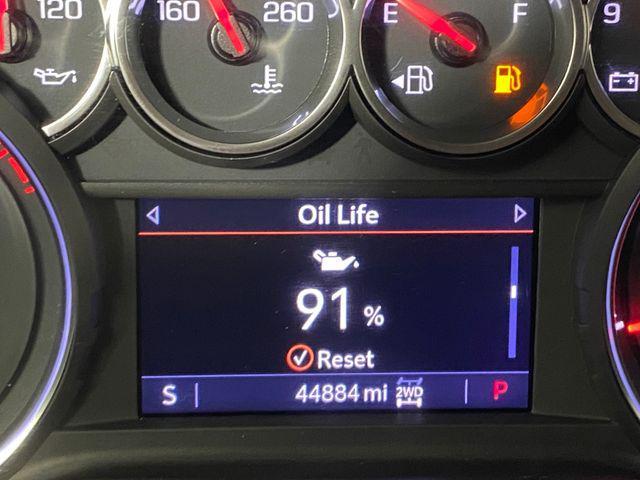 120 160 260 E F 9
Oil Life
91 %
Reset
S 44884 mi 2WD P